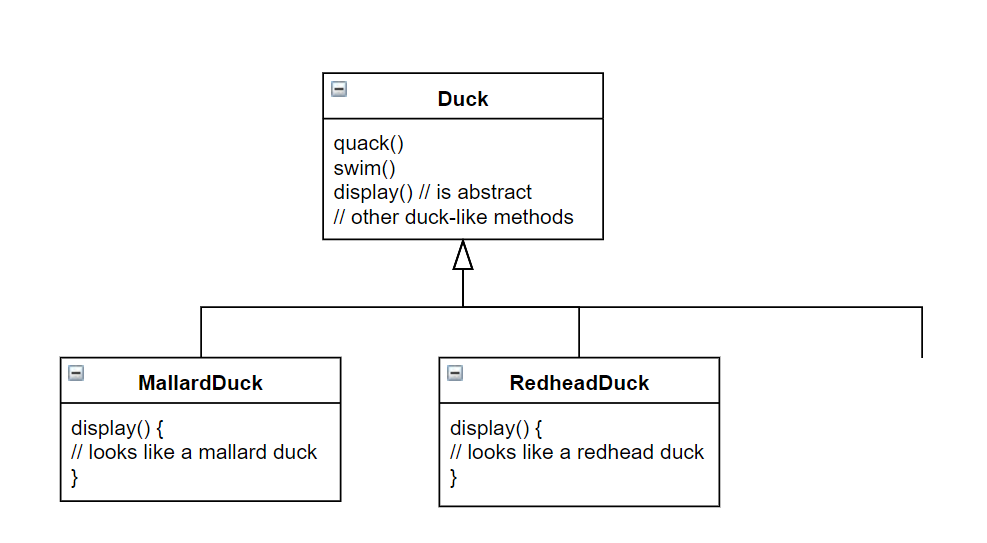 Duck
quack()
swim()
display() // is abstract
// other duck-like methods
MallardDuck
display() {
// looks like a mallard duck
}
RedheadDuck
display() {
// looks like a redhead duck
}